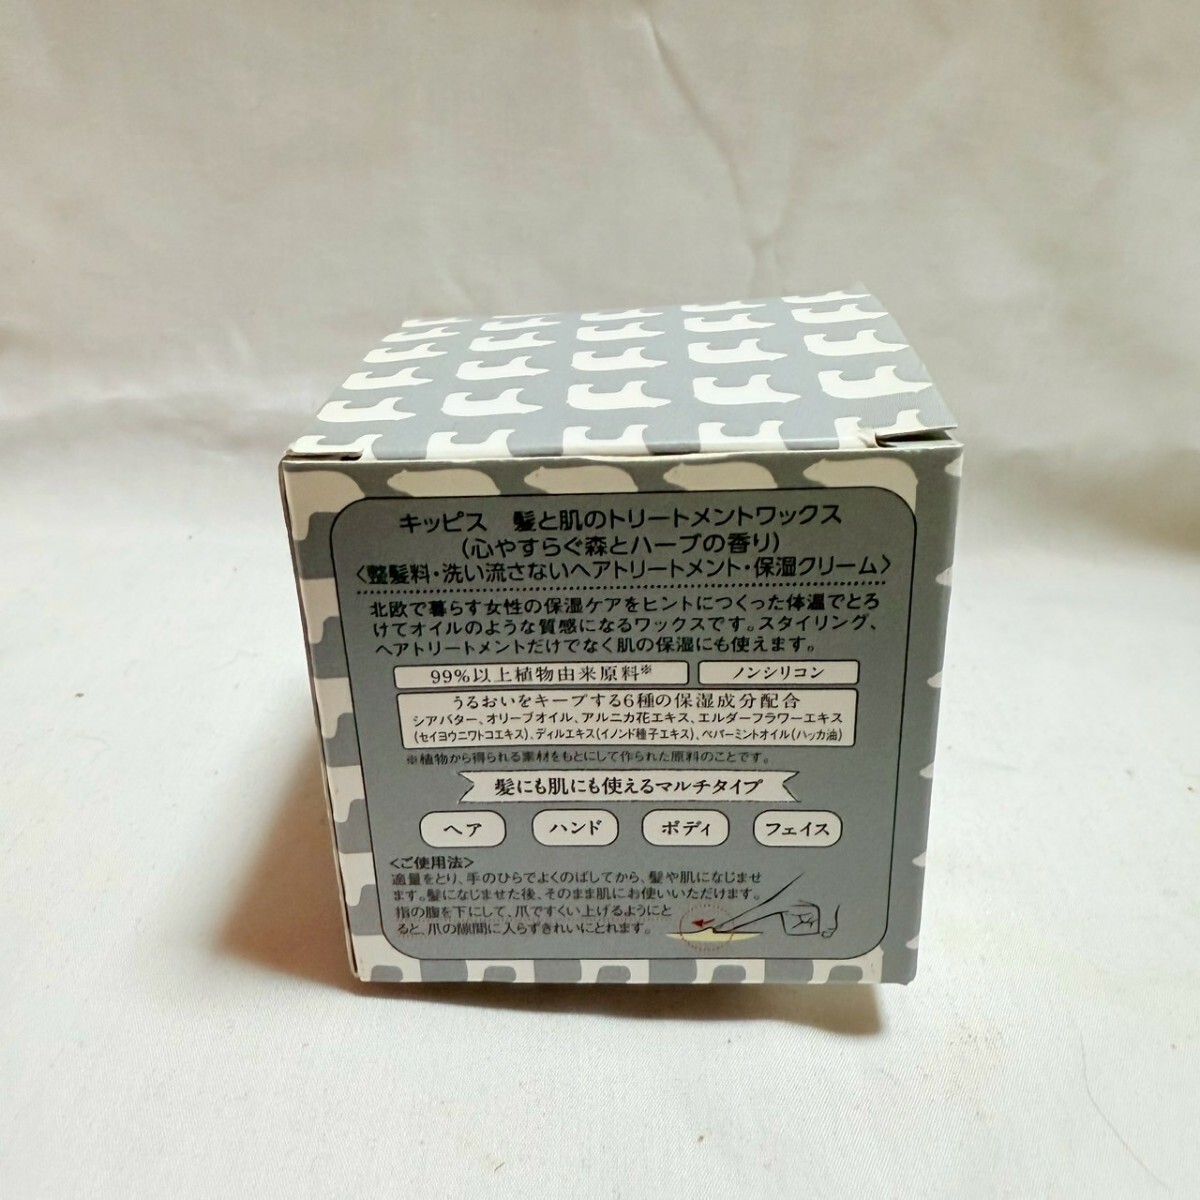 キッピス　髪と肌のトリートメントワックス
(心やすらぐ森とハーブの香り)
〈整髪料・洗い流さないヘアトリートメント・保湿クリーム〉
北欧で暮らす女性の保湿ケアをヒントにつくった体温でとろ
けてオイルのような質感になるワックスです。スタイリング、
ヘアトリートメントだけでなく肌の保湿にも使えます。
99%以上植物由来原料※ ノンシリコン
うるおいをキープする6種の保湿成分配合
シアバター、オリーブオイル、アルニカ花エキス、エルダーフラワーエキス
(セイヨウニワトコエキス)、ディルエキス(イノンド種子エキス)、ペパーミントオイル(ハッカ油)
※植物から得られる素材をもとにして作られた原料のことです。
髪にも肌にも使えるマルチタイプ
ヘア ハンド ボディ フェイス
〈ご使用法〉
適量をとり、手のひらでよくのばしてから、髪や肌になじませ
ます。髪になじませた後、そのまま肌にお使いいただけます。
指の腹を下にして、爪ですくい上げるようにと
ると、爪の隙間に入らずきれいにとれます。